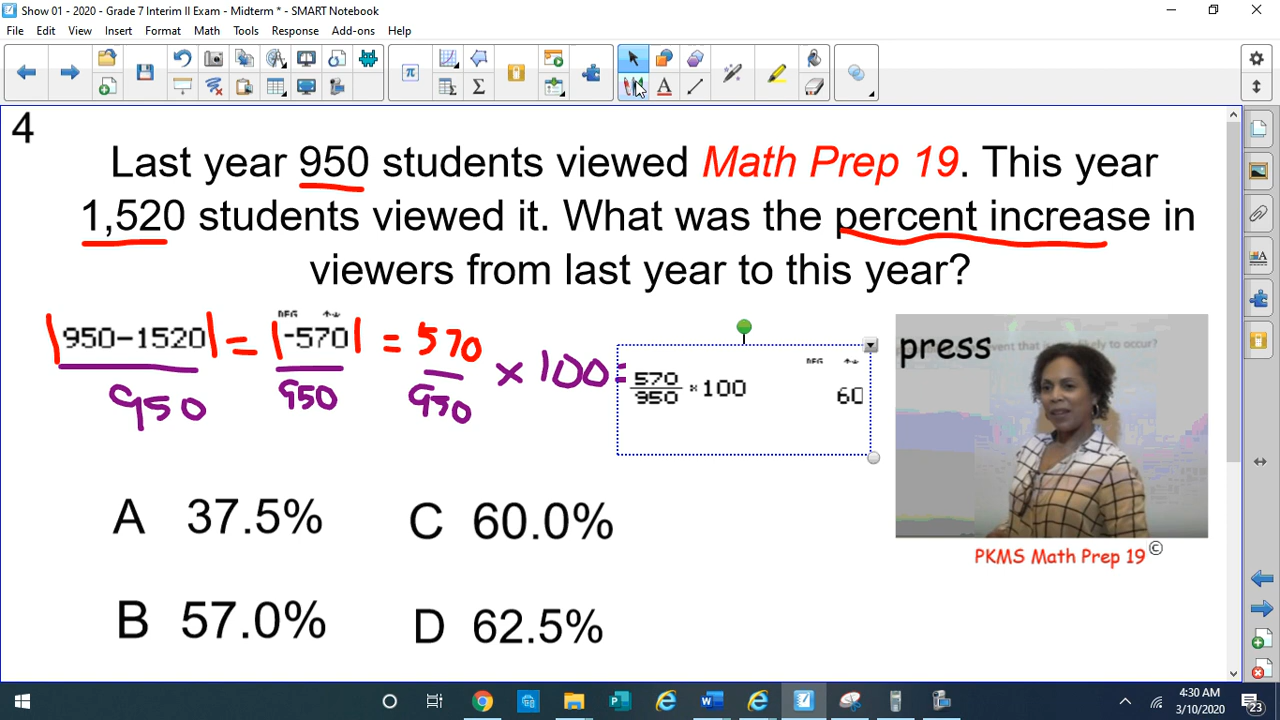 Show 01 - 2020 - Grade 7 Interim II Exam - Midterm * - SMART Notebook
File Edit View Insert Format Math Tools Response Add-ons Help
4
Last year 950 students viewed Math Prep 19. This year
1,520 students viewed it. What was the percent increase in
viewers from last year to this year?
|950-1520| = |-570| = 570
950 950 950 × 100 =
DEG
DEG
570
950 * 100
60
press
PKMS Math Prep 19 ©
A 37.5% C 60.0%
B 57.0% D 62.5%
4:30 AM
3/10/2020
23